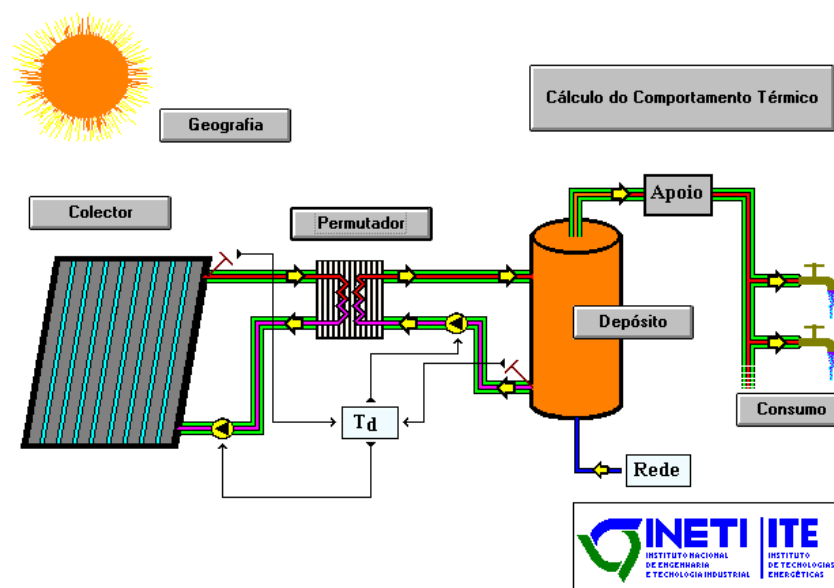 Geografia
Cálculo do Comportamento Térmico
Colector
Permutador
Apoio
Depósito
Consumo
Td
Rede
INETI
INSTITUTO NACIONAL
DE ENGENHARIA
E TECNOLOGIA INDUSTRIAL
ITE
INSTITUTO
DE TECNOLOGIAS
ENERGÉTICAS